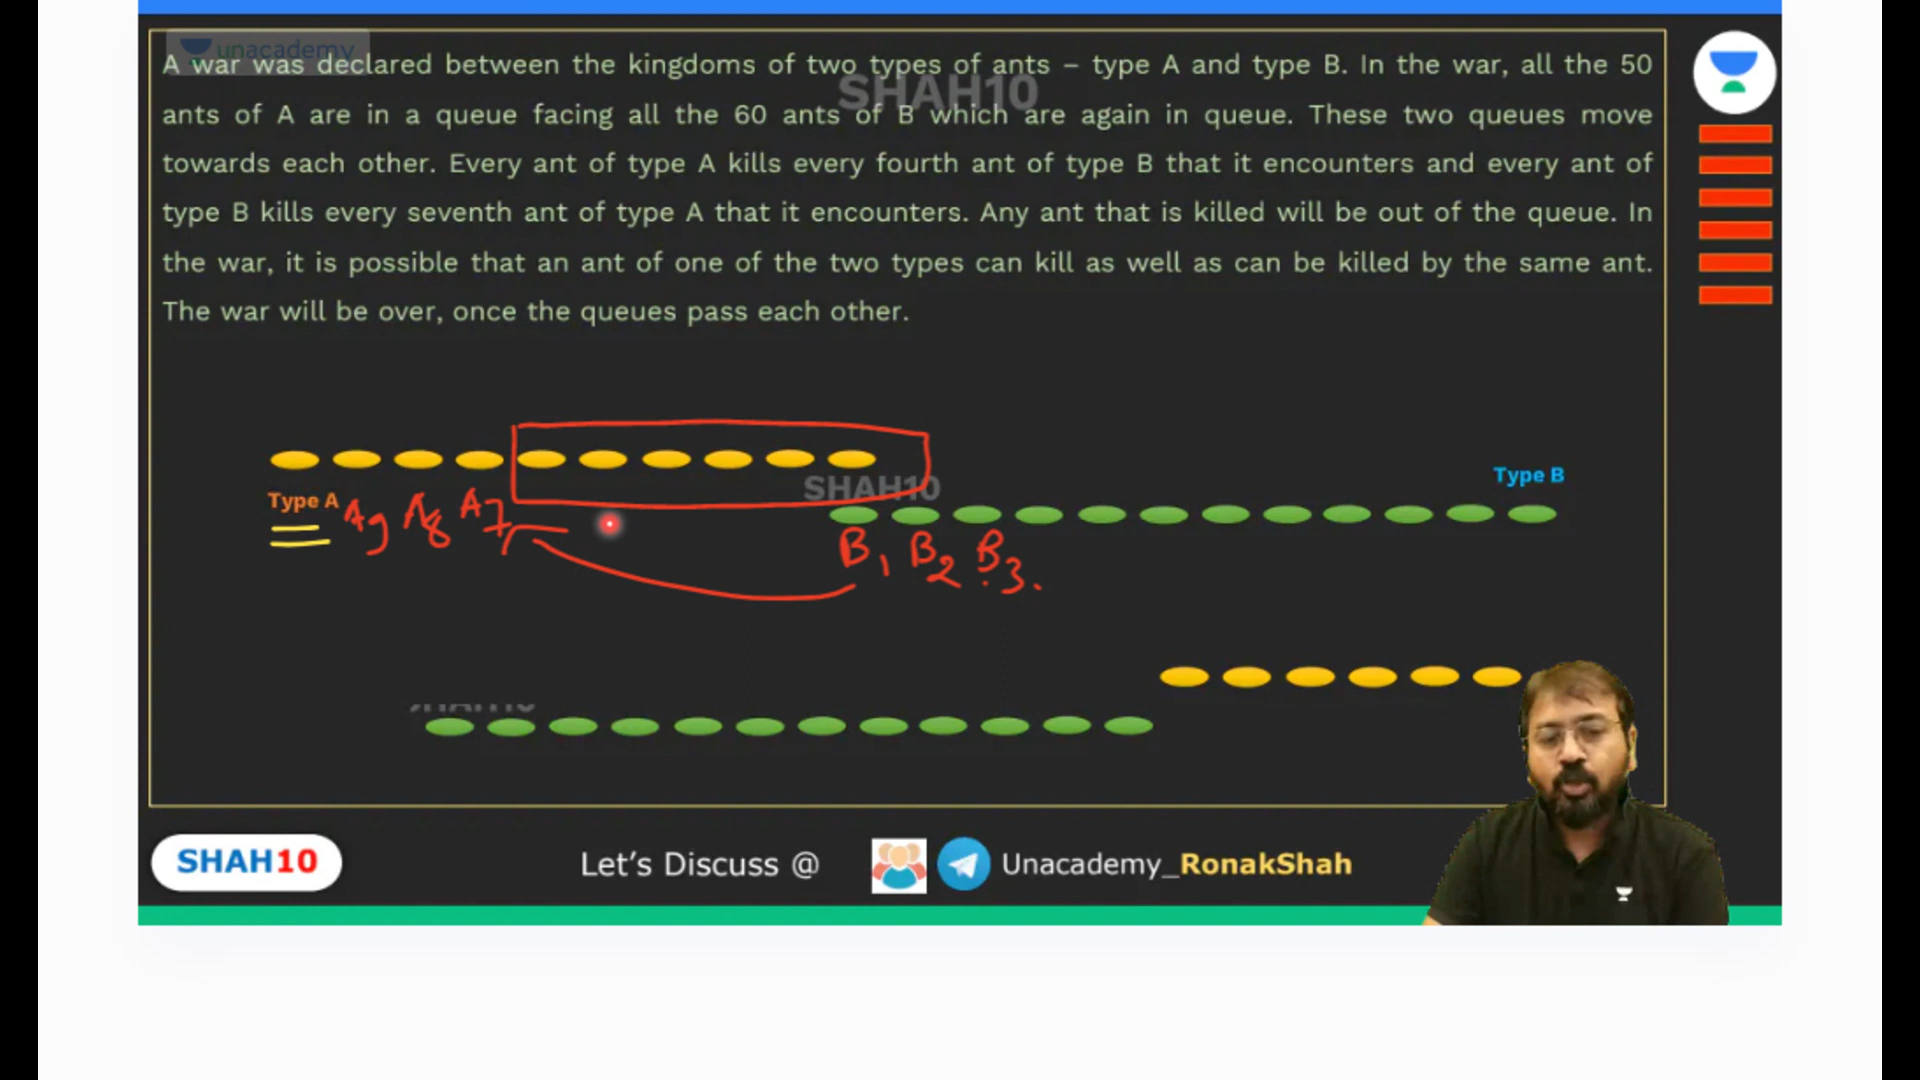 unacademy
A war was declared between the kingdoms of two types of ants – type A and type B. In the war, all the 50
SHAH10
ants of A are in a queue facing all the 60 ants of B which are again in queue. These two queues move
towards each other. Every ant of type A kills every fourth ant of type B that it encounters and every ant of
type B kills every seventh ant of type A that it encounters. Any ant that is killed will be out of the queue. In
the war, it is possible that an ant of one of the two types can kill as well as can be killed by the same ant.
The war will be over, once the queues pass each other.
Type B
SHAH10
Type A
A9 A8 A7
B1 B2 B3
SHAH10
SHAH10
Let's Discuss @
Unacademy_RonakShah